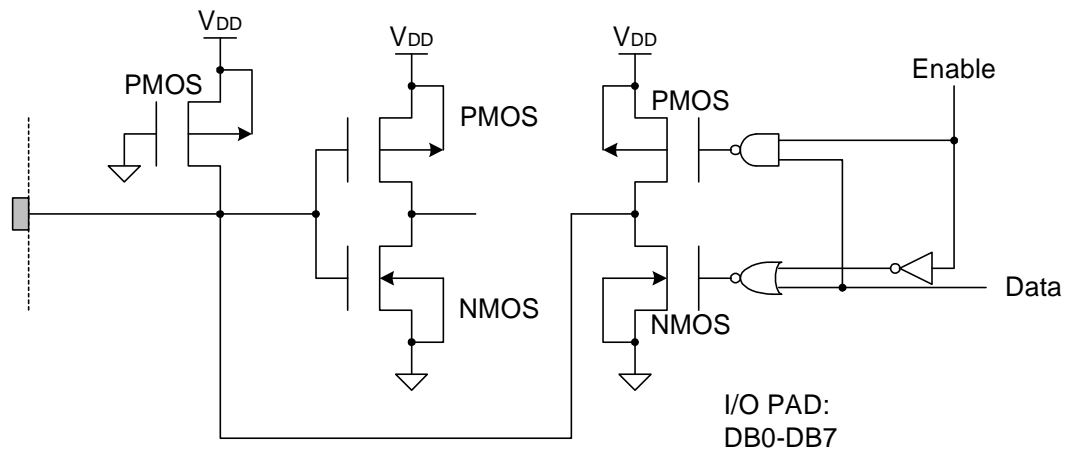 VDD
VDD
VDD
Enable
PMOS
PMOS
PMOS
NMOS
NMOS
Data
I/O PAD:
DB0-DB7